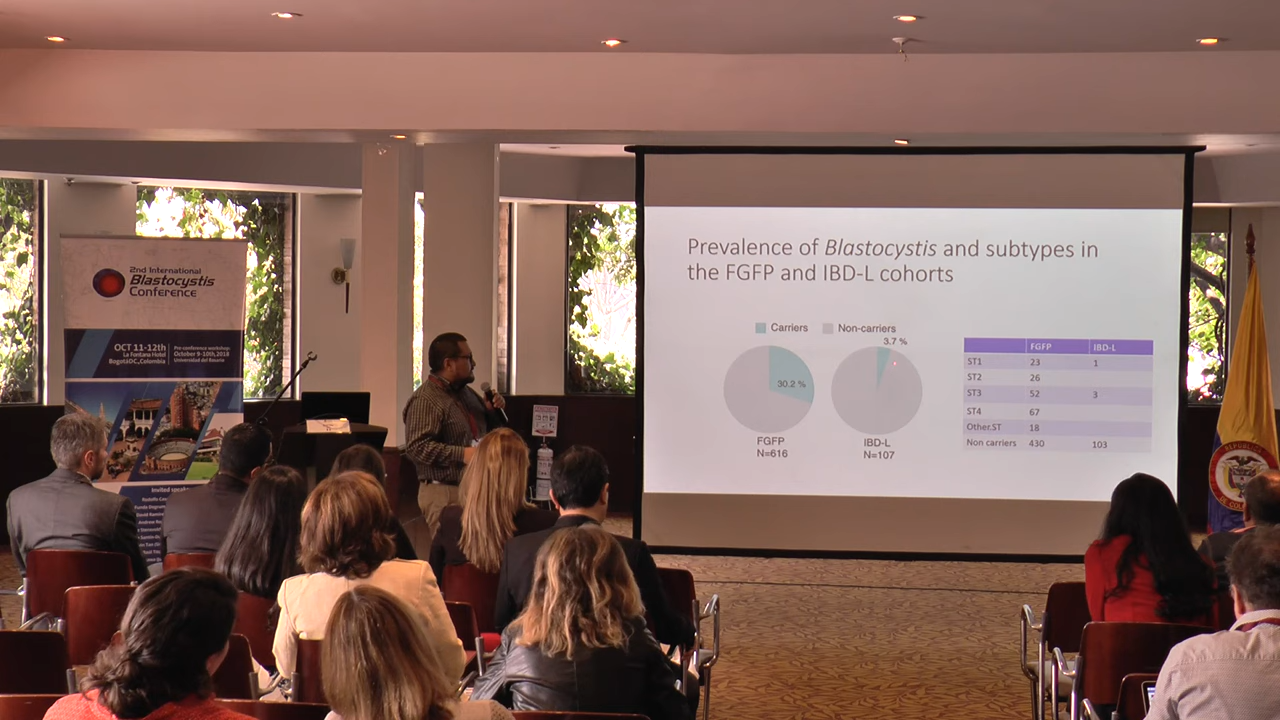 2nd International
Blastocystis
Conference
OCT 11-12th
La Fontana Hotel
Bogotá DC, Colombia
Pre conference workshop:
October 9-10th, 2018
Universidad del Rosario
Invited
Prevalence of Blastocystis and subtypes in
the FGFP and IBD-L cohorts
Carriers Non-carriers
3.7 %
30.2 %
FGFP
N=616
IBD-L
N=107
FGFP IBD-L
ST1 23 1
ST2 26
ST3 52 3
ST4 67
Other.ST 18
Non carriers 430 103